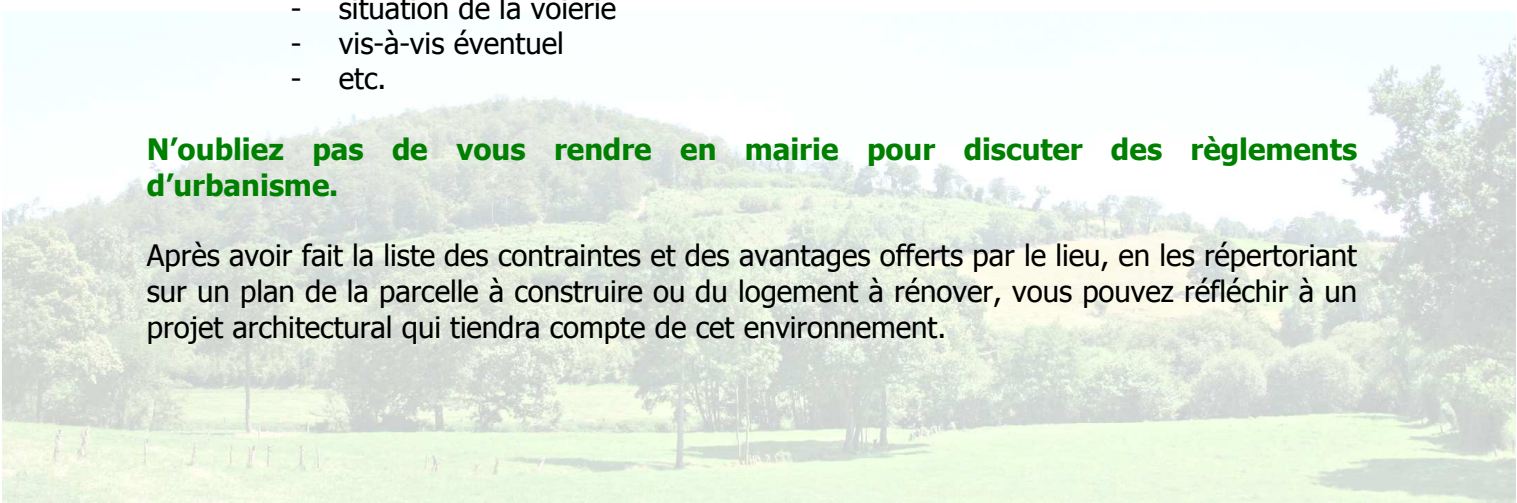 - situation de la voierie
- vis-à-vis éventuel
- etc.
N’oubliez pas de vous rendre en mairie pour discuter des règlements
d’urbanisme.
Après avoir fait la liste des contraintes et des avantages offerts par le lieu, en les répertoriant
sur un plan de la parcelle à construire ou du logement à rénover, vous pouvez réfléchir à un
projet architectural qui tiendra compte de cet environnement.